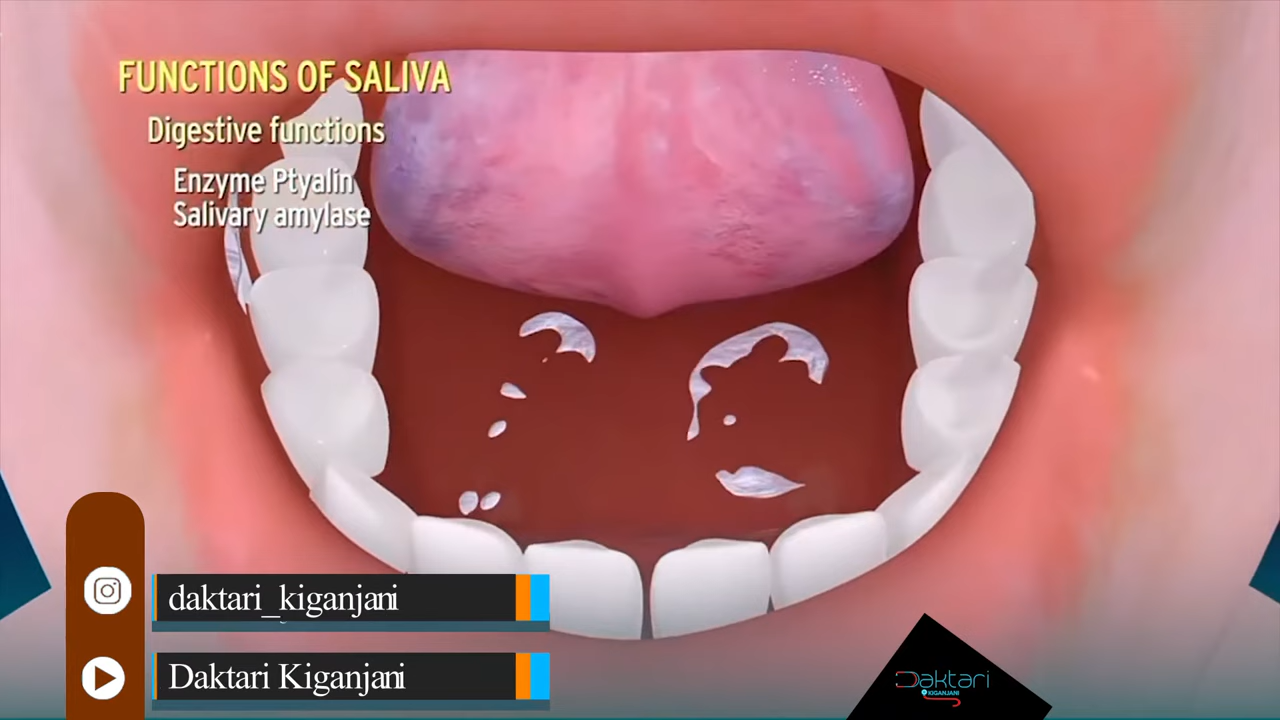 FUNCTIONS OF SALIVA
Digestive functions
Enzyme Ptyalin
Salivary amylase
daktari_kiganjani
Daktari Kiganjani
Daktari
KIGANJANI